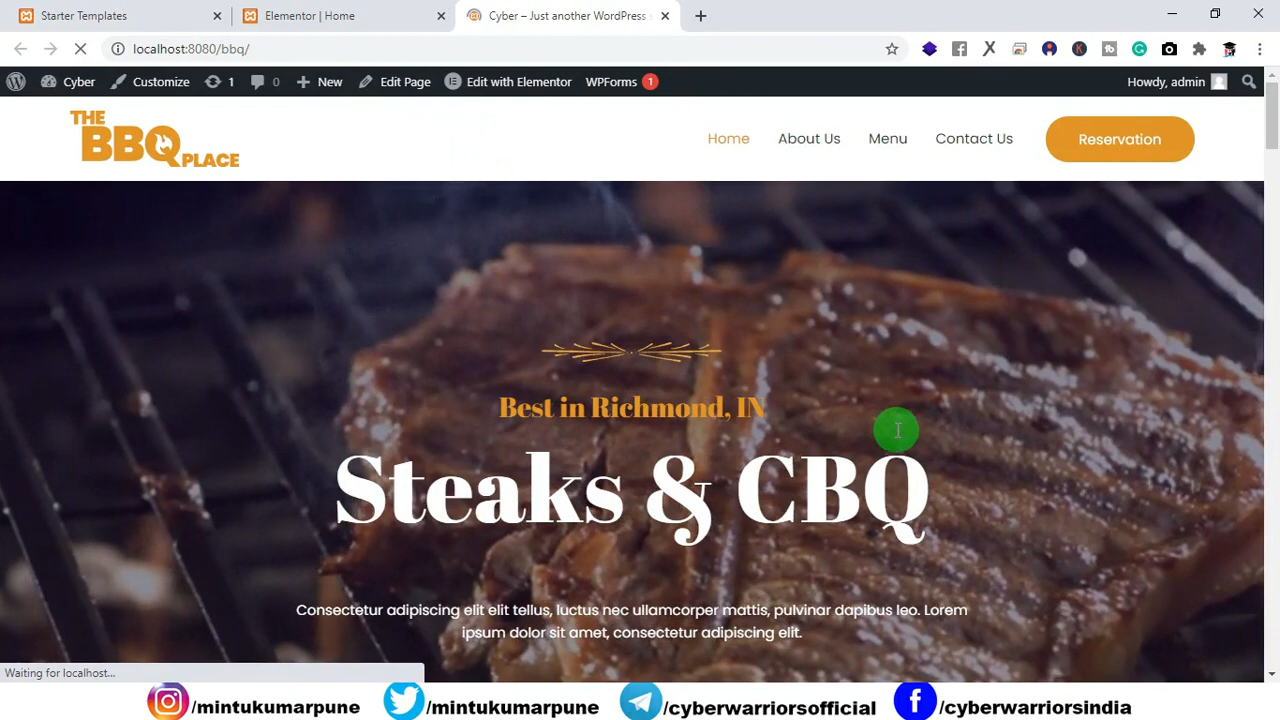 Starter Templates
Elementor | Home
Cyber – Just another WordPress s
localhost:8080/bbq/
Cyber
Customize
1
0
New
Edit Page
Edit with Elementor
WPForms 1
Howdy, admin
THE
BBQ PLACE
Home
About Us
Menu
Contact Us
Reservation
Best in Richmond, IN
Steaks & CBQ
Consectetur adipiscing elit elit tellus, luctus nec ullamcorper mattis, pulvinar dapibus leo. Lorem
ipsum dolor sit amet, consectetur adipiscing elit.
Waiting for localhost...
/mintukumarpune
/mintukumarpune
/cyberwarriorsofficial
/cyberwarriorsindia